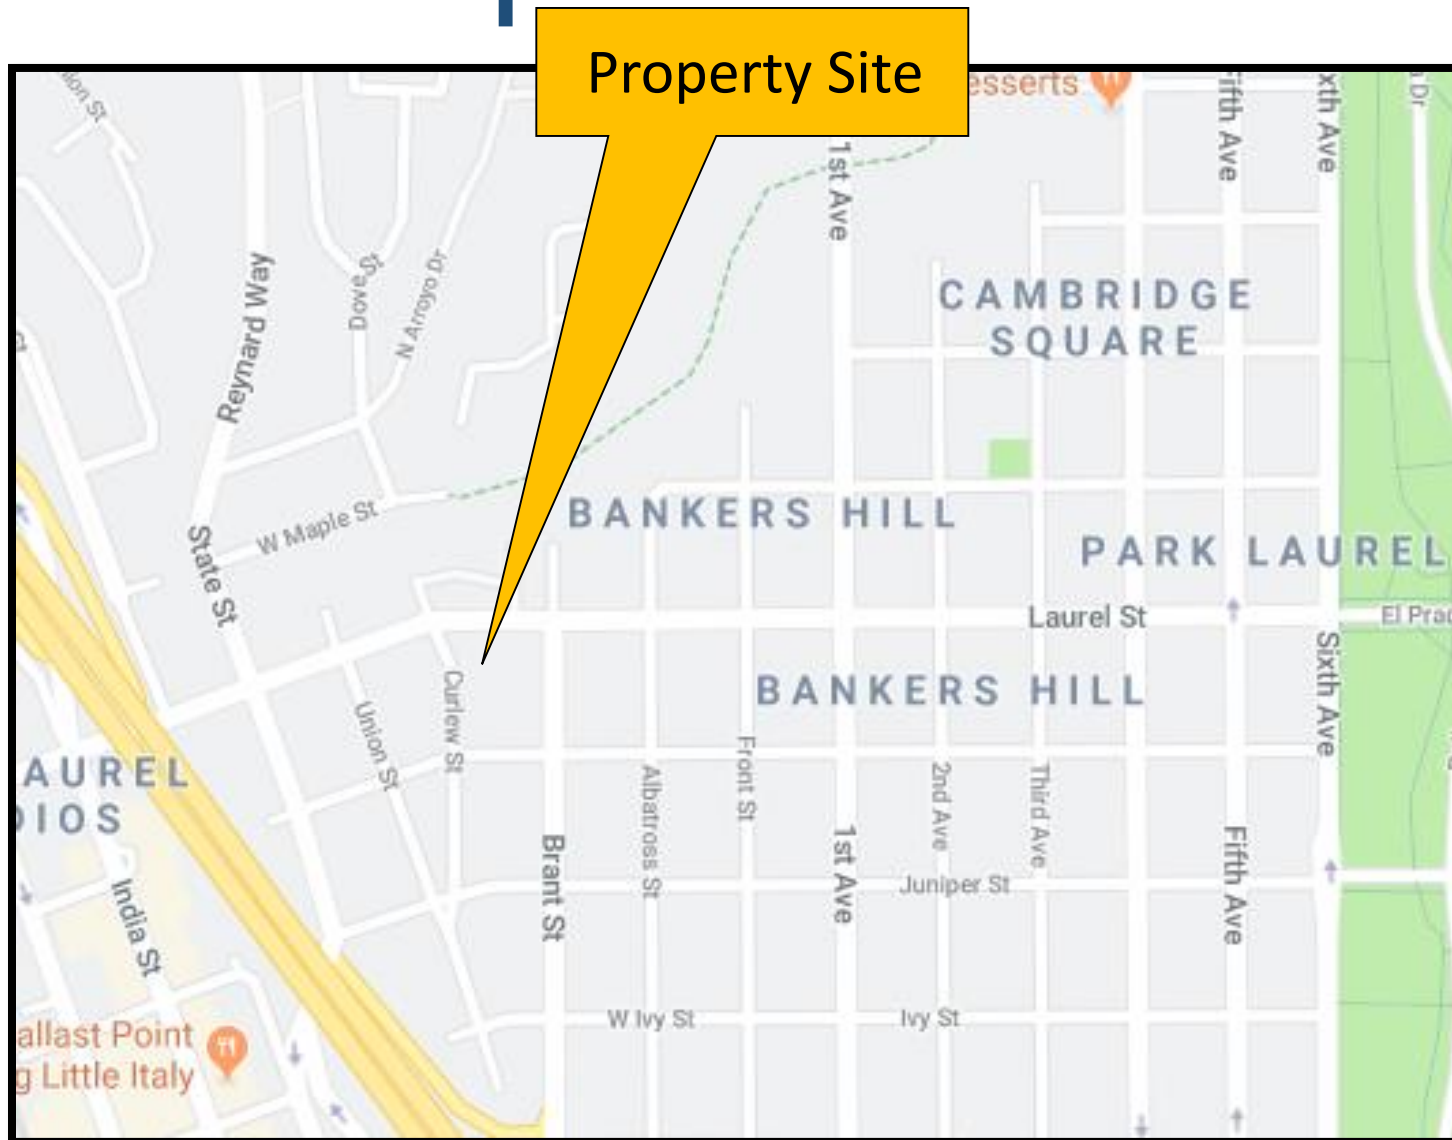 Property Site
esserts
1st Ave
Fifth Ave
xth Ave
a Dr
Reynard Way
Dove St
N Arroyo Dr
CAMBRIDGE
SQUARE
W Maple St
State St
BANKERS HILL
PARK LAUREL
Laurel St
El Prad
Curlew St
Union St
BANKERS HILL
Sixth Ave
AUREL
DIOS
Front St
Albatross St
2nd Ave
Third Ave
Brant St
1st Ave
Juniper St
Fifth Ave
India St
W Ivy St
Ivy St
allast Point
g Little Italy